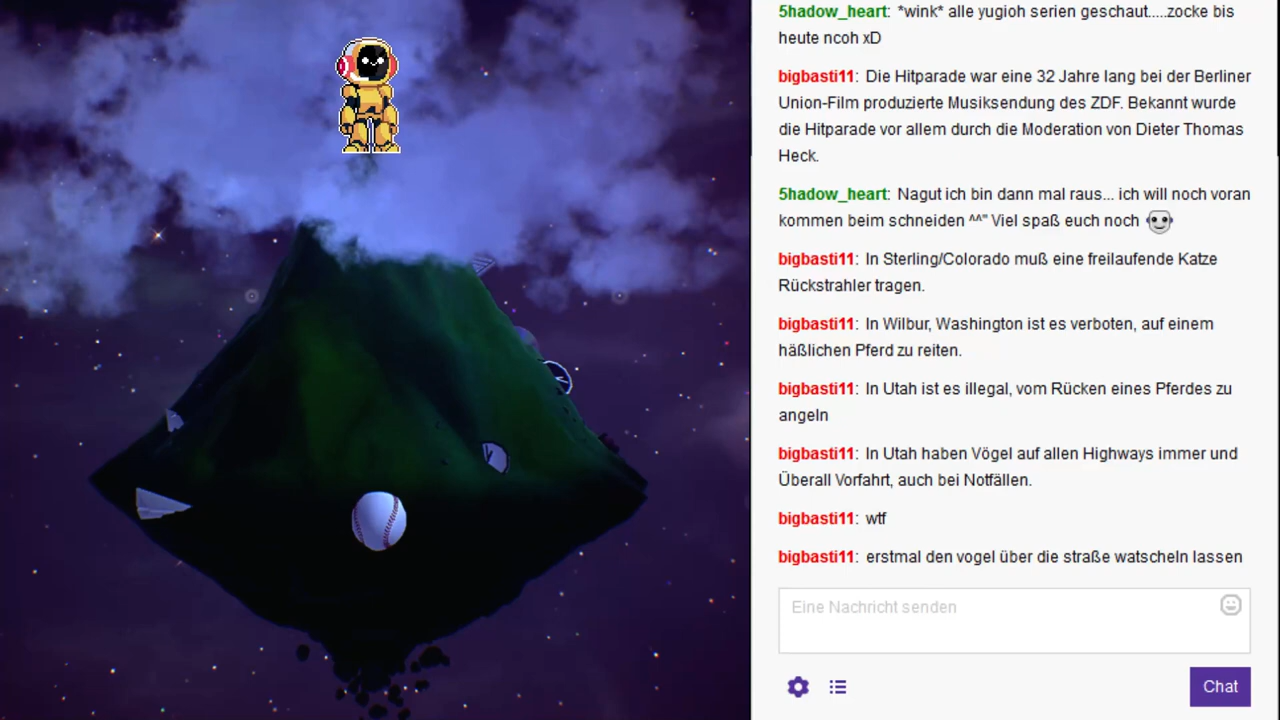 5hadow_heart: *wink* alle yugioh serien geschaut.....zocke bis
heute ncoh xD
bigbasti11: Die Hitparade war eine 32 Jahre lang bei der Berliner
Union-Film produzierte Musiksendung des ZDF. Bekannt wurde
die Hitparade vor allem durch die Moderation von Dieter Thomas
Heck.
5hadow_heart: Nagut ich bin dann mal raus... ich will noch voran
kommen beim schneiden ^^" Viel spaß euch noch
bigbasti11: In Sterling/Colorado muß eine freilaufende Katze
Rückstrahler tragen.
bigbasti11: In Wilbur, Washington ist es verboten, auf einem
häßlichen Pferd zu reiten.
bigbasti11: In Utah ist es illegal, vom Rücken eines Pferdes zu
angeln
bigbasti11: In Utah haben Vögel auf allen Highways immer und
Überall Vorfahrt, auch bei Notfällen.
bigbasti11: wtf
bigbasti11: erstmal den vogel über die straße watscheln lassen
Eine Nachricht senden
Chat